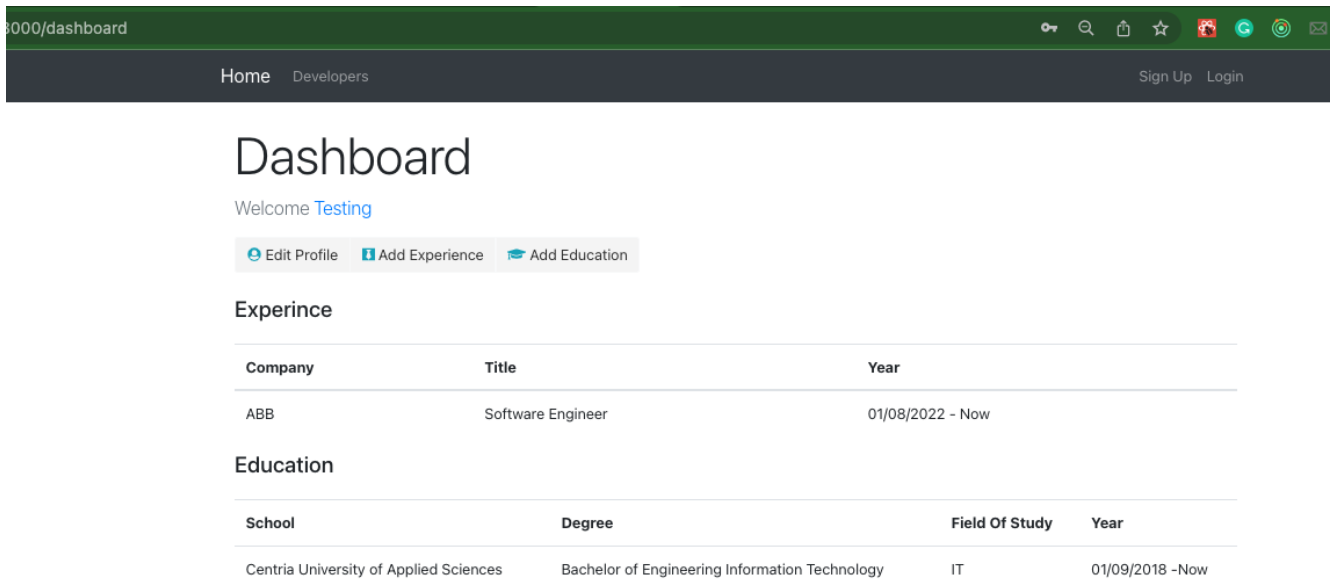 3000/dashboard
Home Developers Sign Up Login
Dashboard
Welcome Testing
Edit Profile Add Experience Add Education
Experince
Company Title Year
ABB Software Engineer 01/08/2022 - Now
Education
School Degree Field Of Study Year
Centria University of Applied Sciences Bachelor of Engineering Information Technology IT 01/09/2018 -Now